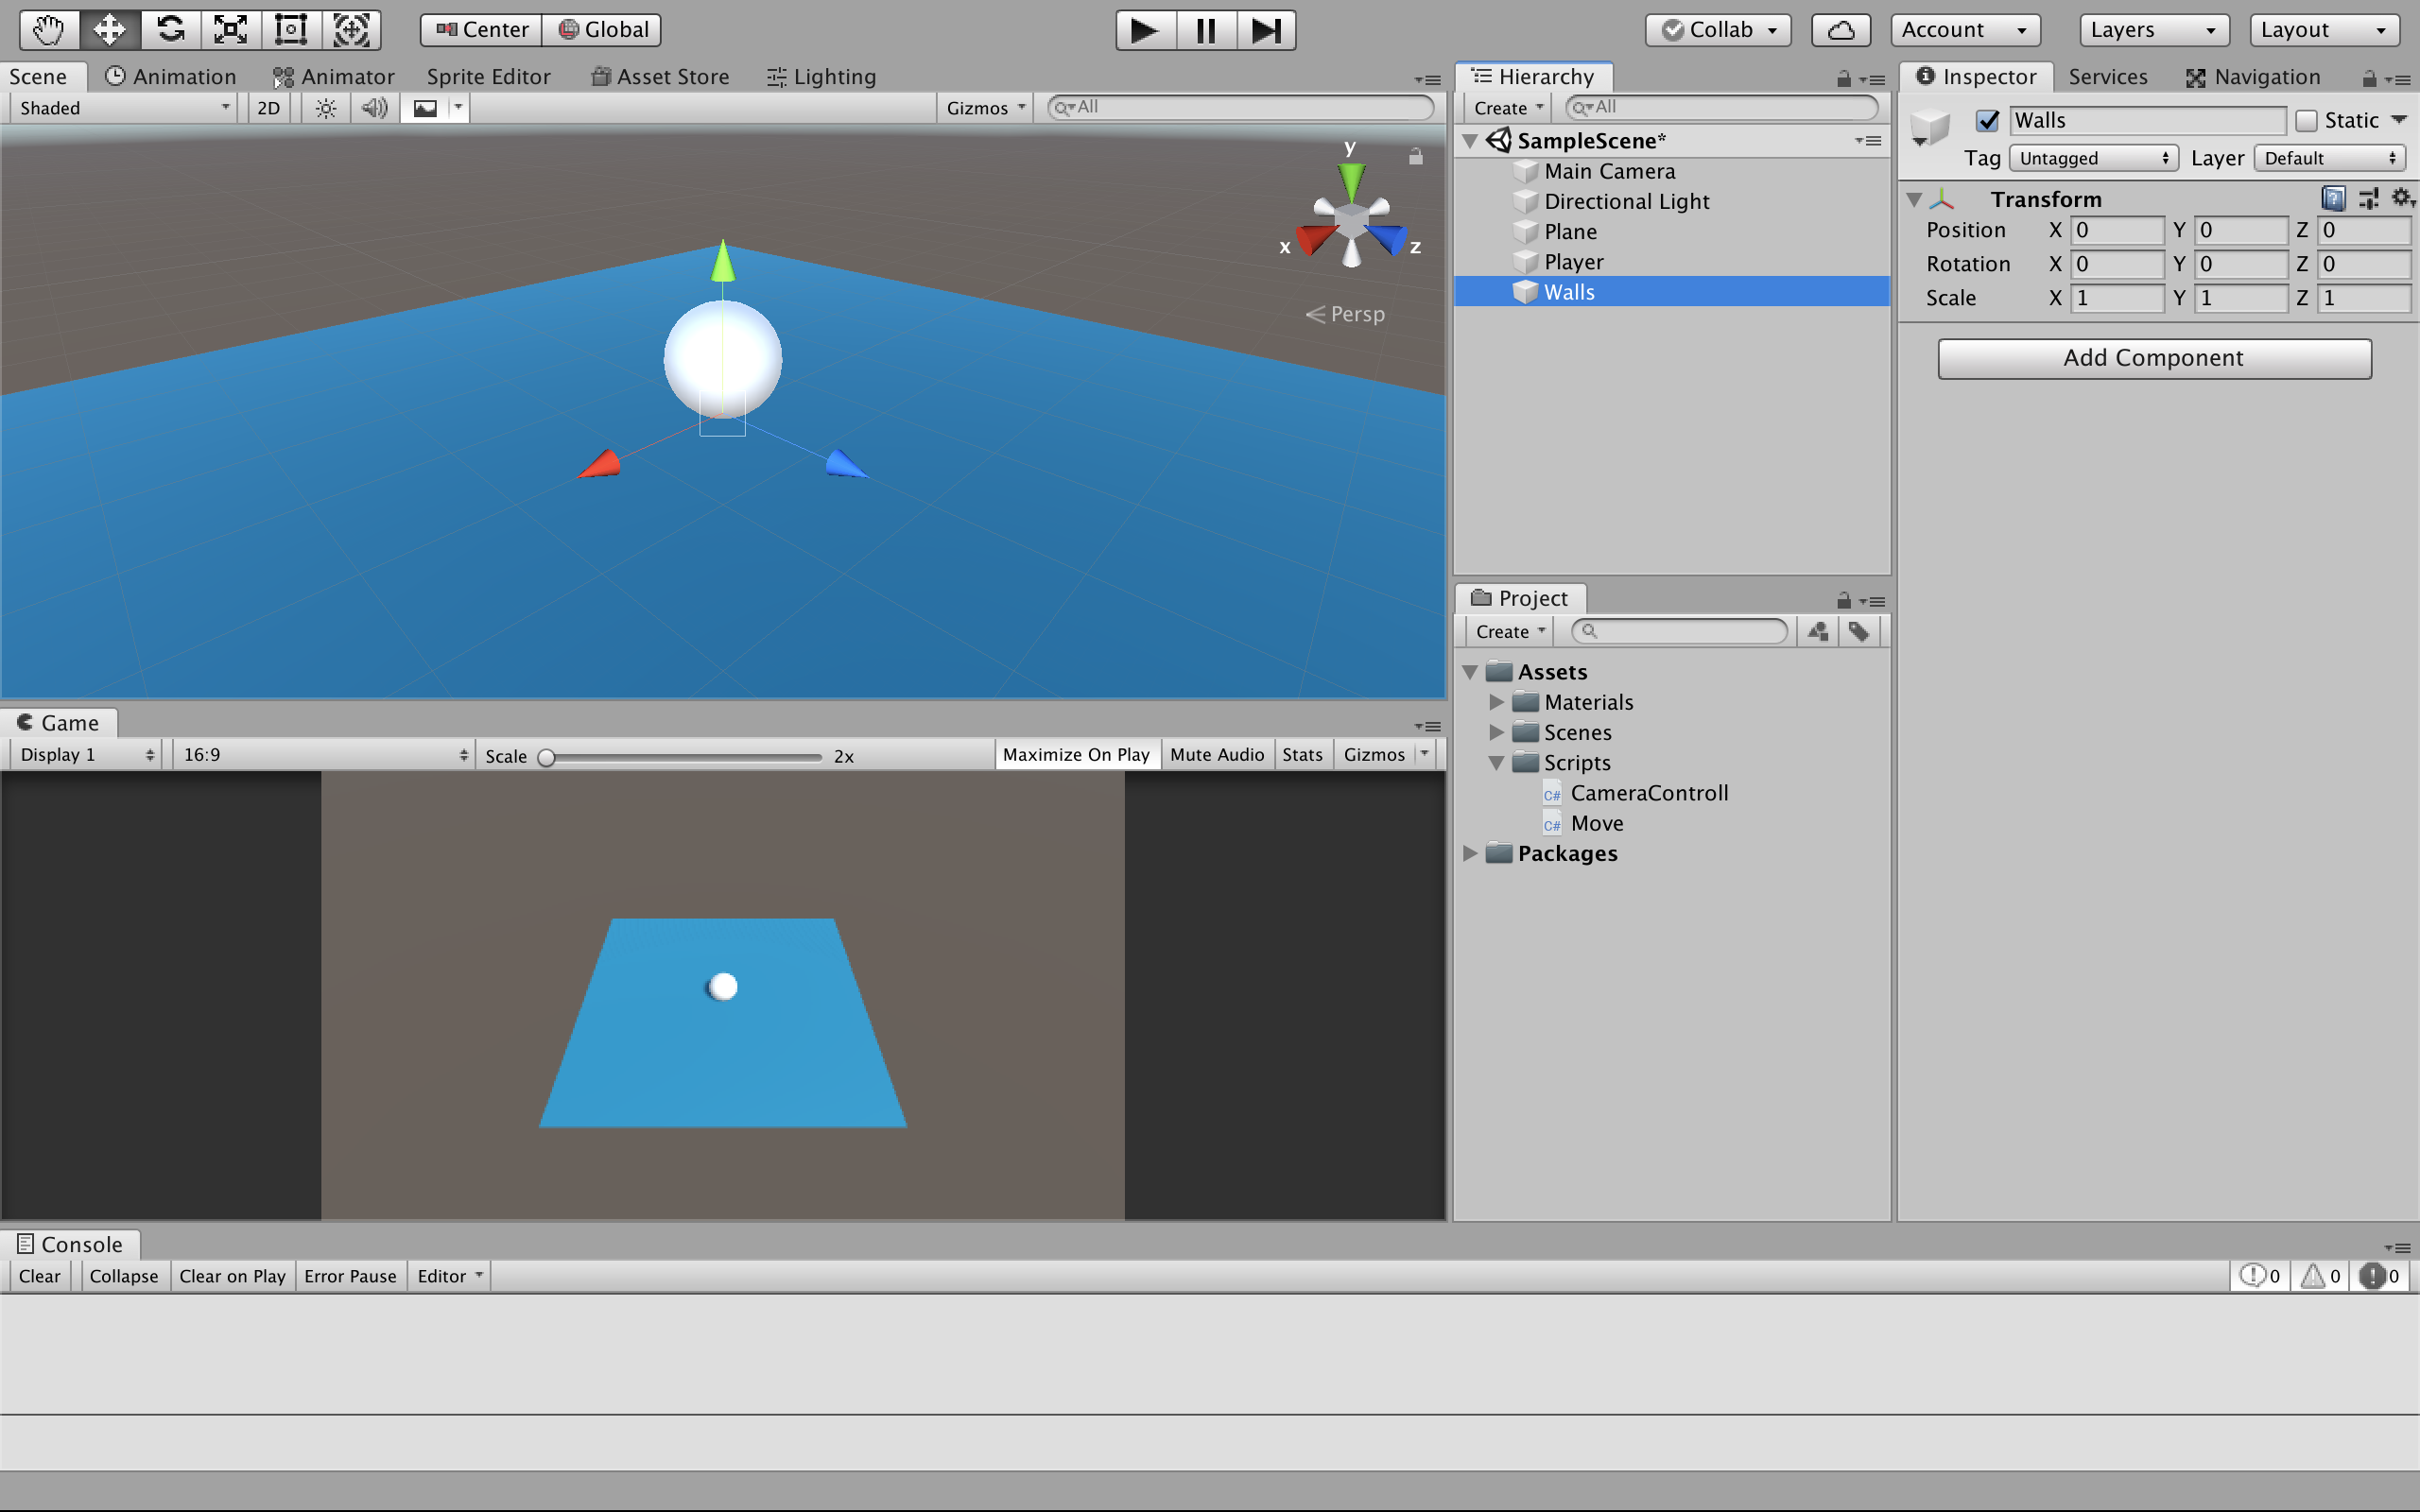 Center Global Collab Account Layers Layout
Scene Animation Animator Sprite Editor Asset Store Lighting
Shaded 2D Gizmos All
y
x z
Persp
Hierarchy
Create All
SampleScene*
Main Camera
Directional Light
Plane
Player
Walls
Inspector Services Navigation
Walls Static
Tag Untagged Layer Default
Transform
Position X 0 Y 0 Z 0
Rotation X 0 Y 0 Z 0
Scale X 1 Y 1 Z 1
Add Component
Project
Create
Assets
Materials
Scenes
Scripts
C# CameraControll
C# Move
Packages
Game
Display 1 16:9 Scale 2x Maximize On Play Mute Audio Stats Gizmos
Console
Clear Collapse Clear on Play Error Pause Editor 0 0 0